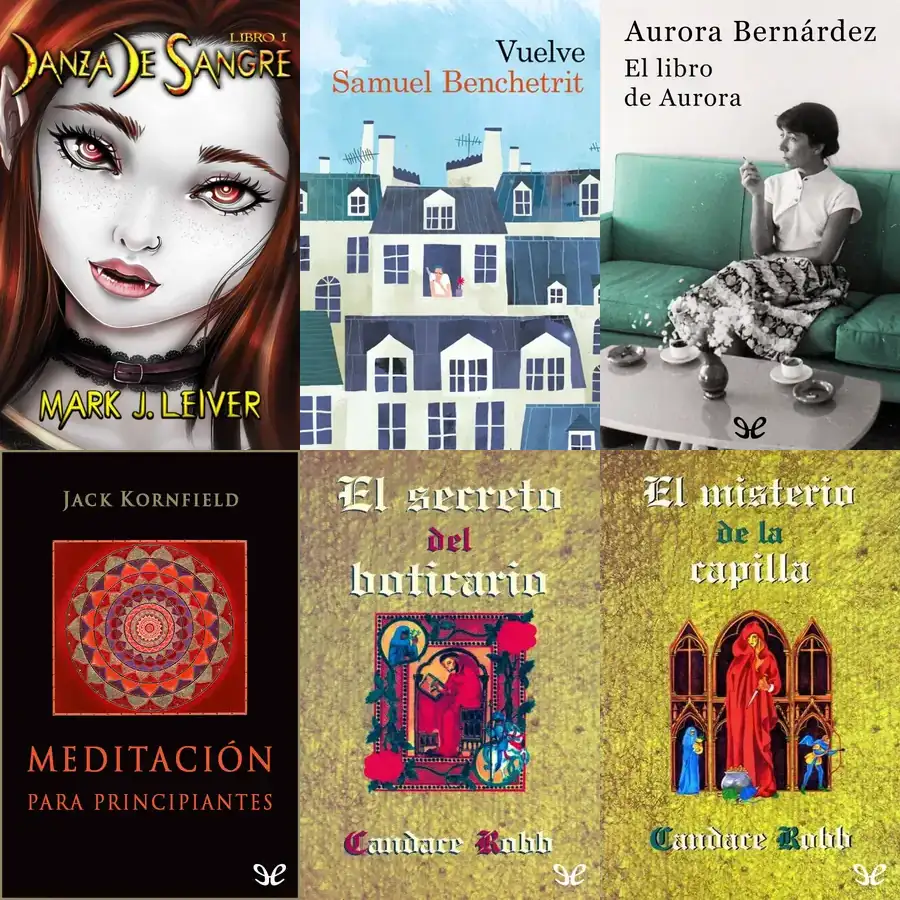 LIBRO I
DANZA DE SANGRE
MARK J. LEIVER
Vuelve
Samuel Benchetrit
Aurora Bernárdez
El libro
de Aurora
JACK KORNFIELD
MEDITACIÓN
PARA PRINCIPIANTES
El secreto
del
boticario
Candace Robb
El misterio
de la
capilla
Candace Robb